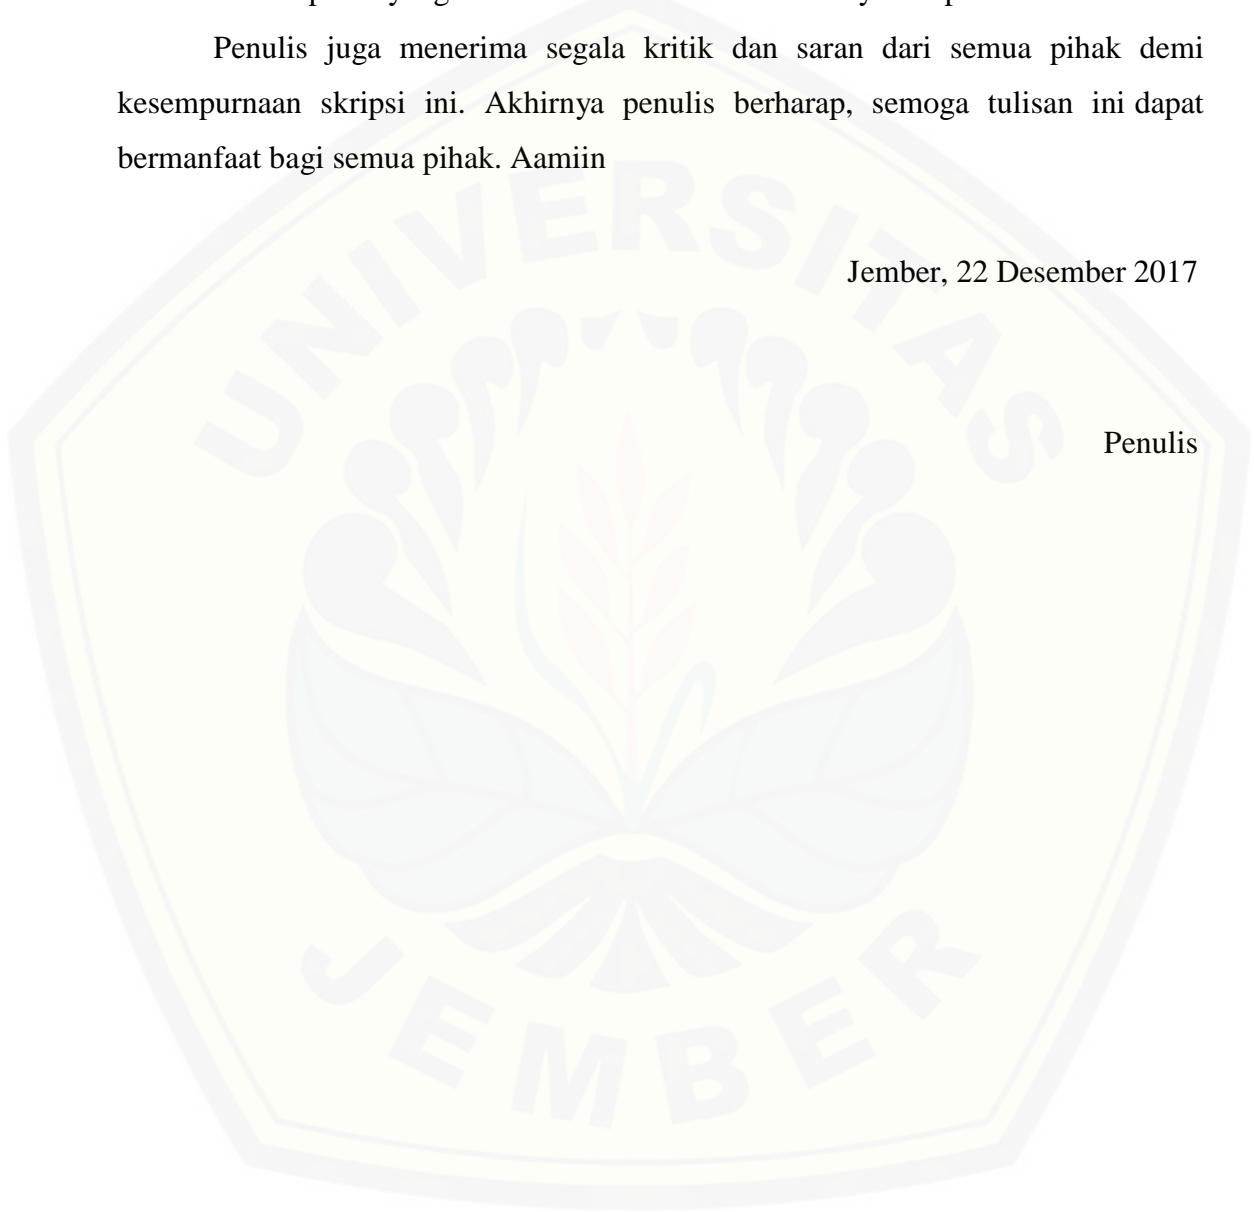 Penulis juga menerima segala kritik dan saran dari semua pihak demi
kesempurnaan skripsi ini. Akhirnya penulis berharap, semoga tulisan ini dapat
bermanfaat bagi semua pihak. Aamiin
Jember, 22 Desember 2017
Penulis
UNIVERSITAS
JEMBER